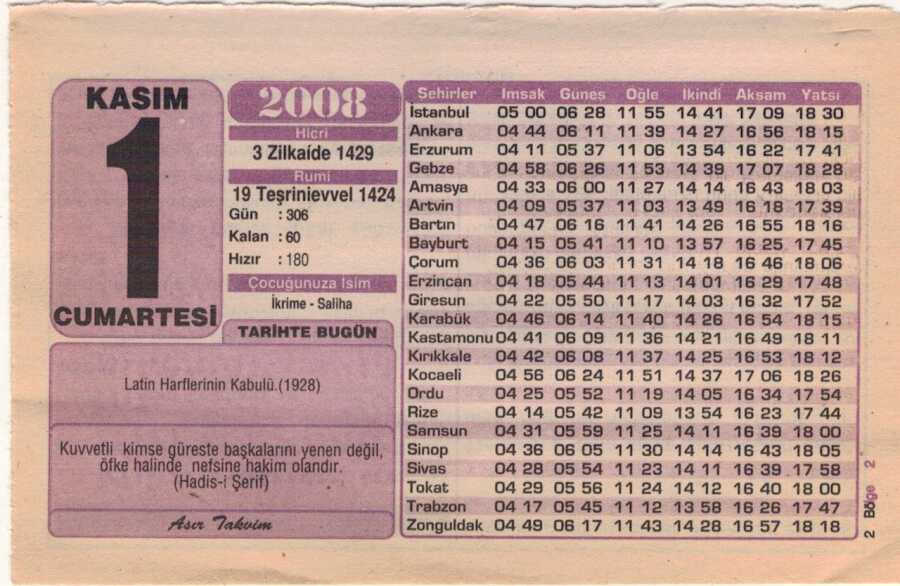 KASIM
1
CUMARTESİ
2008
Hicri
3 Zilkaíde 1429
Rumi
19 Teşrinievvel 1424
Gün : 306
Kalan : 60
Hızır : 180
Çocuğunuza İsim
İkrime - Saliha
TARİHTE BUGÜN
Latin Harflerinin Kabulü.(1928)
Kuvvetli kimse güreste başkalarını yenen değil,
öfke halinde nefsine hakim olandır.
(Hadis-i Şerif)
Asır Takvim
Şehirler İmsak Güneş Öğle İkindi Aksam Yatsı
İstanbul 05 00 06 28 11 55 14 41 17 09 18 30
Ankara 04 44 06 11 11 39 14 27 16 56 18 15
Erzurum 04 11 05 37 11 06 13 54 16 22 17 41
Gebze 04 58 06 26 11 53 14 39 17 07 18 28
Amasya 04 33 06 00 11 27 14 14 16 43 18 03
Artvin 04 09 05 37 11 03 13 49 16 18 17 39
Bartın 04 47 06 16 11 41 14 26 16 55 18 16
Bayburt 04 15 05 41 11 10 13 57 16 25 17 45
Çorum 04 36 06 03 11 31 14 18 16 46 18 06
Erzincan 04 18 05 44 11 13 14 01 16 29 17 48
Giresun 04 22 05 50 11 17 14 03 16 32 17 52
Karabük 04 46 06 14 11 40 14 26 16 54 18 15
Kastamonu 04 41 06 09 11 36 14 21 16 49 18 11
Kırıkkale 04 42 06 08 11 37 14 25 16 53 18 12
Kocaeli 04 56 06 24 11 51 14 37 17 06 18 26
Ordu 04 25 05 52 11 19 14 05 16 34 17 54
Rize 04 14 05 42 11 09 13 54 16 23 17 44
Samsun 04 31 05 59 11 25 14 11 16 39 18 00
Sinop 04 36 06 05 11 30 14 14 16 43 18 05
Sivas 04 28 05 54 11 23 14 11 16 39 17 58
Tokat 04 29 05 56 11 24 14 12 16 40 18 00
Trabzon 04 17 05 45 11 12 13 58 16 26 17 47
Zonguldak 04 49 06 17 11 43 14 28 16 57 18 18